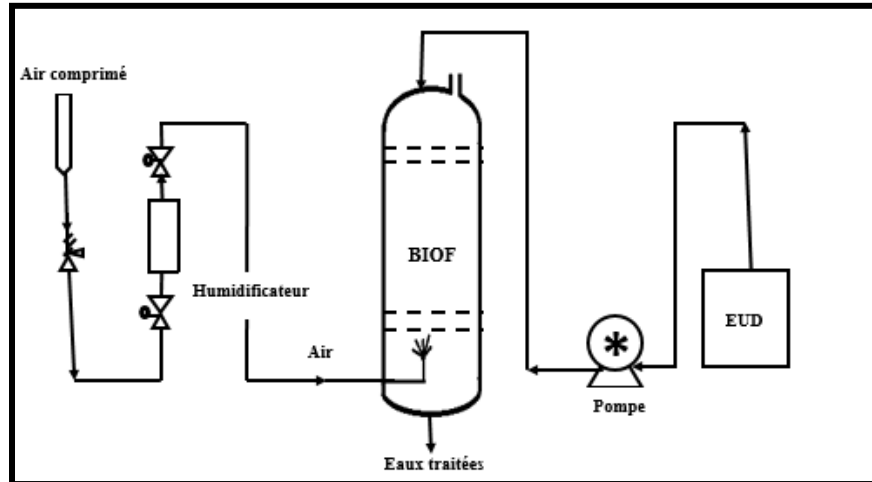 Air comprimé
BIOF
Humidificateur
EUD
Air
Pompe
Eaux traitées